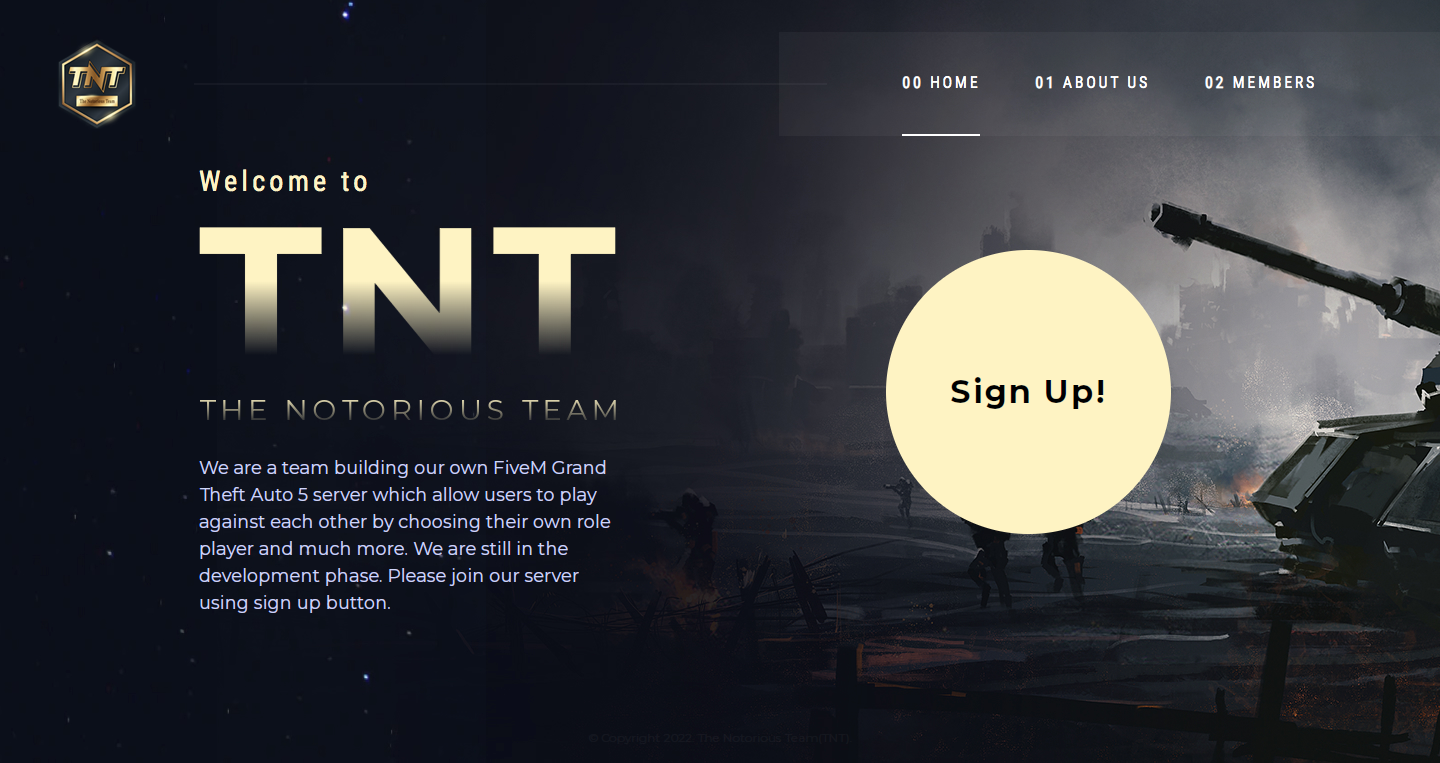 TNT
The Notorious Team
00 HOME 01 ABOUT US 02 MEMBERS
Welcome to
TNT
THE NOTORIOUS TEAM
We are a team building our own FiveM Grand
Theft Auto 5 server which allow users to play
against each other by choosing their own role
player and much more. We are still in the
development phase. Please join our server
using sign up button.
Sign Up!
© Copyright 2022. The Notorious Team(TNT)